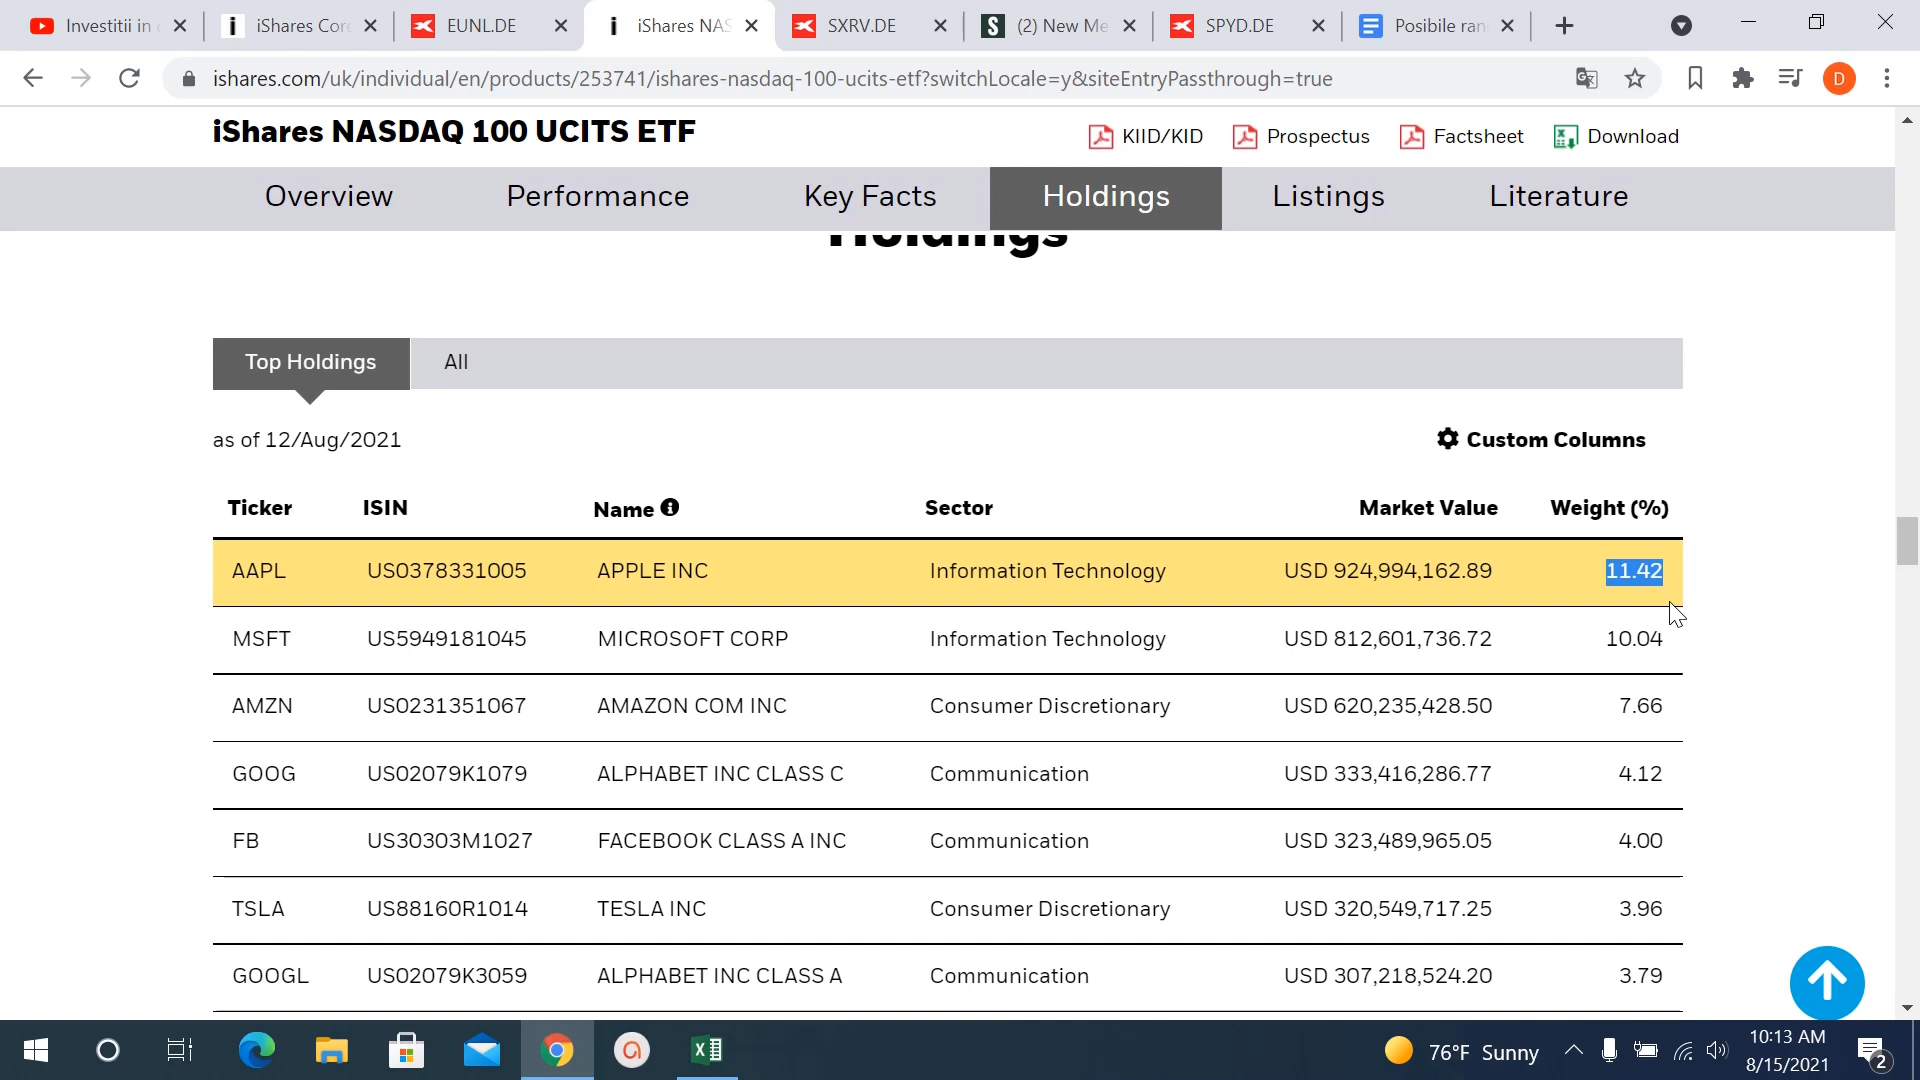 Investitii in
iShares Core
EUNL.DE
iShares NAS
SXRV.DE
(2) New Me
SPYD.DE
Posibile ran
ishares.com/uk/individual/en/products/253741/ishares-nasdaq-100-ucits-etf?switchLocale=y&siteEntryPassthrough=true
D
iShares NASDAQ 100 UCITS ETF
KIID/KID
Prospectus
Factsheet
Download
Overview
Performance
Key Facts
Holdings
Listings
Literature
Holdings
Top Holdings
All
as of 12/Aug/2021
Custom Columns
Ticker ISIN Name Sector Market Value Weight (%)
AAPL US0378331005 APPLE INC Information Technology USD 924,994,162.89 11.42
MSFT US5949181045 MICROSOFT CORP Information Technology USD 812,601,736.72 10.04
AMZN US0231351067 AMAZON COM INC Consumer Discretionary USD 620,235,428.50 7.66
GOOG US02079K1079 ALPHABET INC CLASS C Communication USD 333,416,286.77 4.12
FB US30303M1027 FACEBOOK CLASS A INC Communication USD 323,489,965.05 4.00
TSLA US88160R1014 TESLA INC Consumer Discretionary USD 320,549,717.25 3.96
GOOGL US02079K3059 ALPHABET INC CLASS A Communication USD 307,218,524.20 3.79
76°F Sunny
10:13 AM
8/15/2021
2